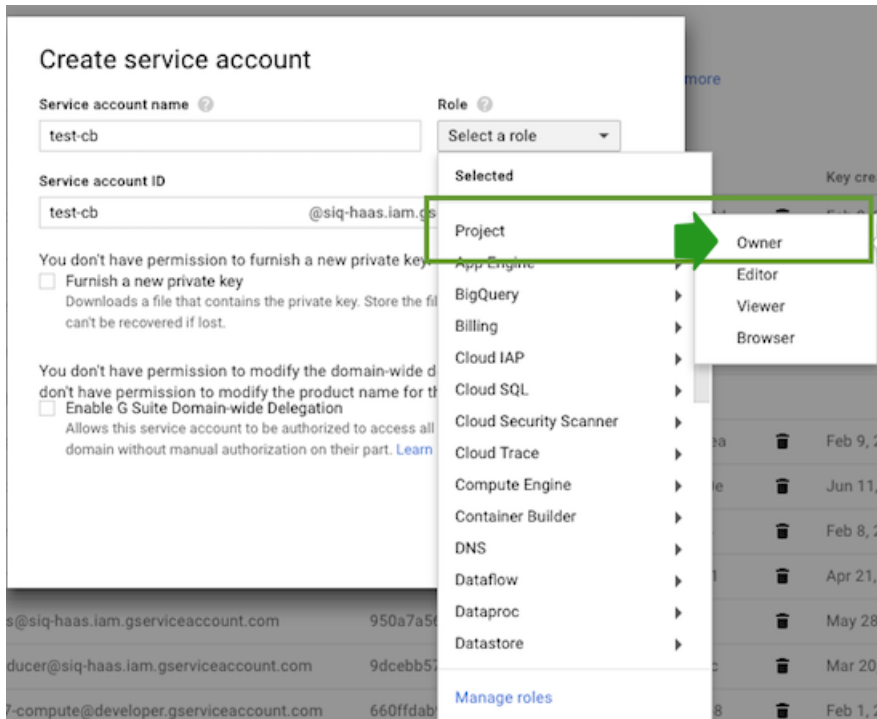 Create service account
more
Service account name
Role
test-cb
Select a role
Service account ID
Selected
Key cre
test-cb @siq-haas.iam.gs
Project
Owner
You don't have permission to furnish a new private key.
App Engine
Editor
Furnish a new private key
BigQuery
Downloads a file that contains the private key. Store the fil
Viewer
can't be recovered if lost.
Billing
Browser
Cloud IAP
You don't have permission to modify the domain-wide d
don't have permission to modify the product name for th
Cloud SQL
Enable G Suite Domain-wide Delegation
Cloud Security Scanner
Allows this service account to be authorized to access all
domain without manual authorization on their part. Learn
Cloud Trace
ea
Feb 9, 2
Compute Engine
Jun 11,
Container Builder
Feb 8, 2
DNS
Dataflow
Apr 21,
Dataproc
s@siq-haas.iam.gserviceaccount.com 950a7a56
May 28
Datastore
ducer@siq-haas.iam.gserviceaccount.com 9dcebb57
Mar 20
Manage roles
7-compute@developer.gserviceaccount.com 660ffdab
8
Feb 1, 2